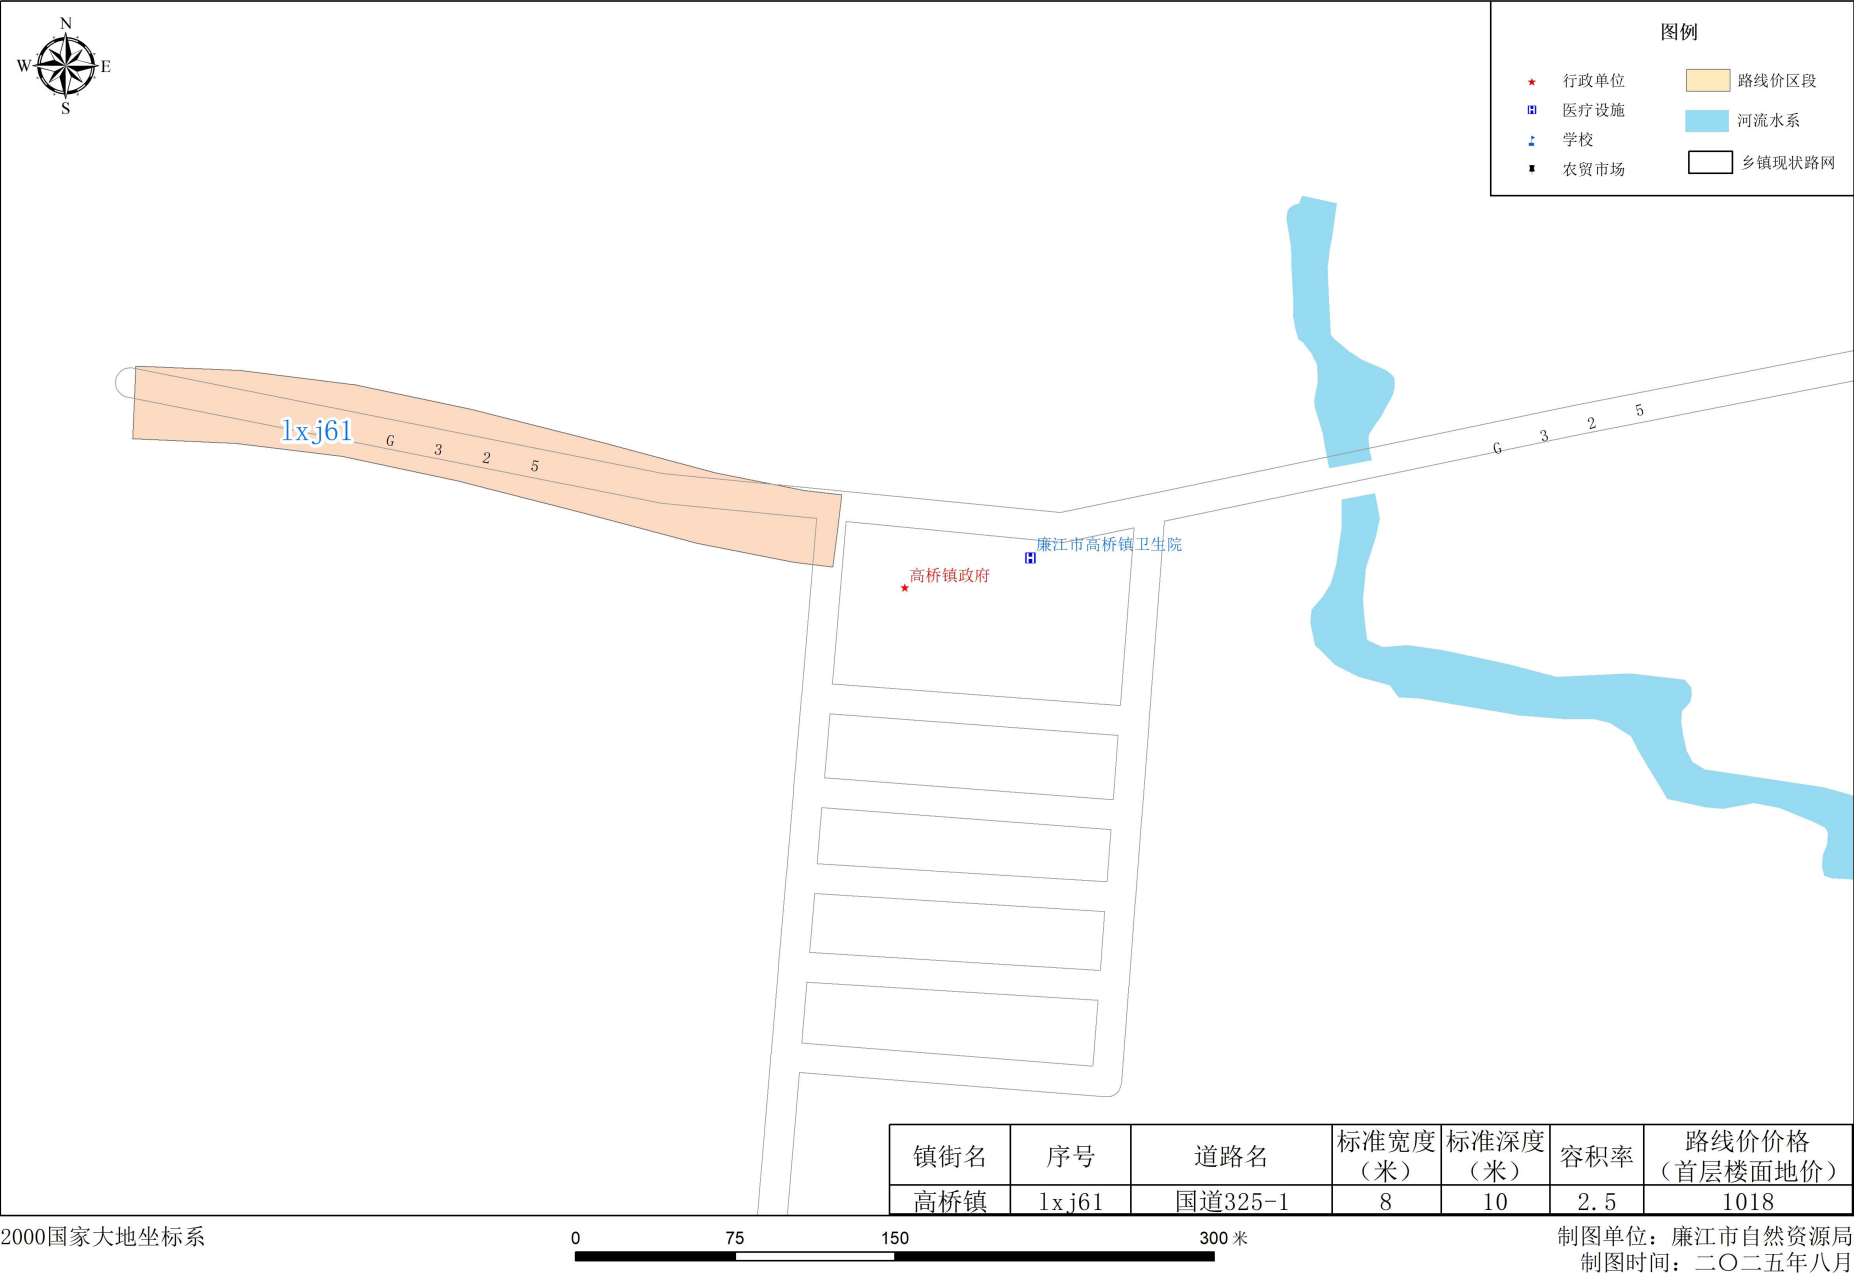 N
W E
S
图例
行政单位 路线价区段
医疗设施 河流水系
学校
农贸市场 乡镇现状路网
lxj61
G 3 2 5
G 3 2 5
廉江市高桥镇卫生院
高桥镇政府
镇街名 序号 道路名 标准宽度(米) 标准深度(米) 容积率 路线价价格(首层楼面地价)
高桥镇 lxj61 国道325-1 8 10 2.5 1018
2000国家大地坐标系
0 75 150 300 米
制图单位：廉江市自然资源局
制图时间：二〇二五年八月